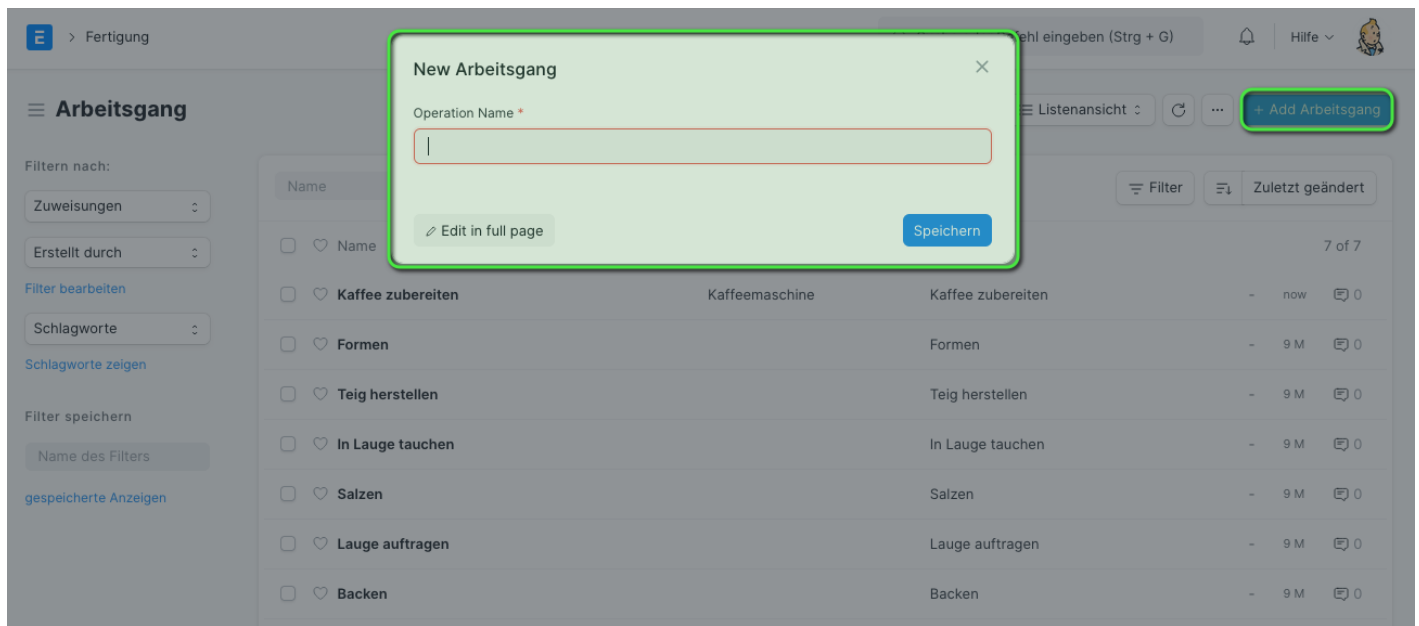 E > Fertigung
fehl eingeben (Strg + G)
Hilfe
New Arbeitsgang
Operation Name *
Edit in full page
Speichern
Arbeitsgang
Listenansicht
...
+ Add Arbeitsgang
Filtern nach:
Zuweisungen
Erstellt durch
Filter bearbeiten
Schlagworte
Schlagworte zeigen
Filter speichern
Name des Filters
gespeicherte Anzeigen
Name
Filter
Zuletzt geändert
Name 7 of 7
Kaffee zubereiten Kaffeemaschine Kaffee zubereiten - now 0
Formen Formen - 9 M 0
Teig herstellen Teig herstellen - 9 M 0
In Lauge tauchen In Lauge tauchen - 9 M 0
Salzen Salzen - 9 M 0
Lauge auftragen Lauge auftragen - 9 M 0
Backen Backen - 9 M 0